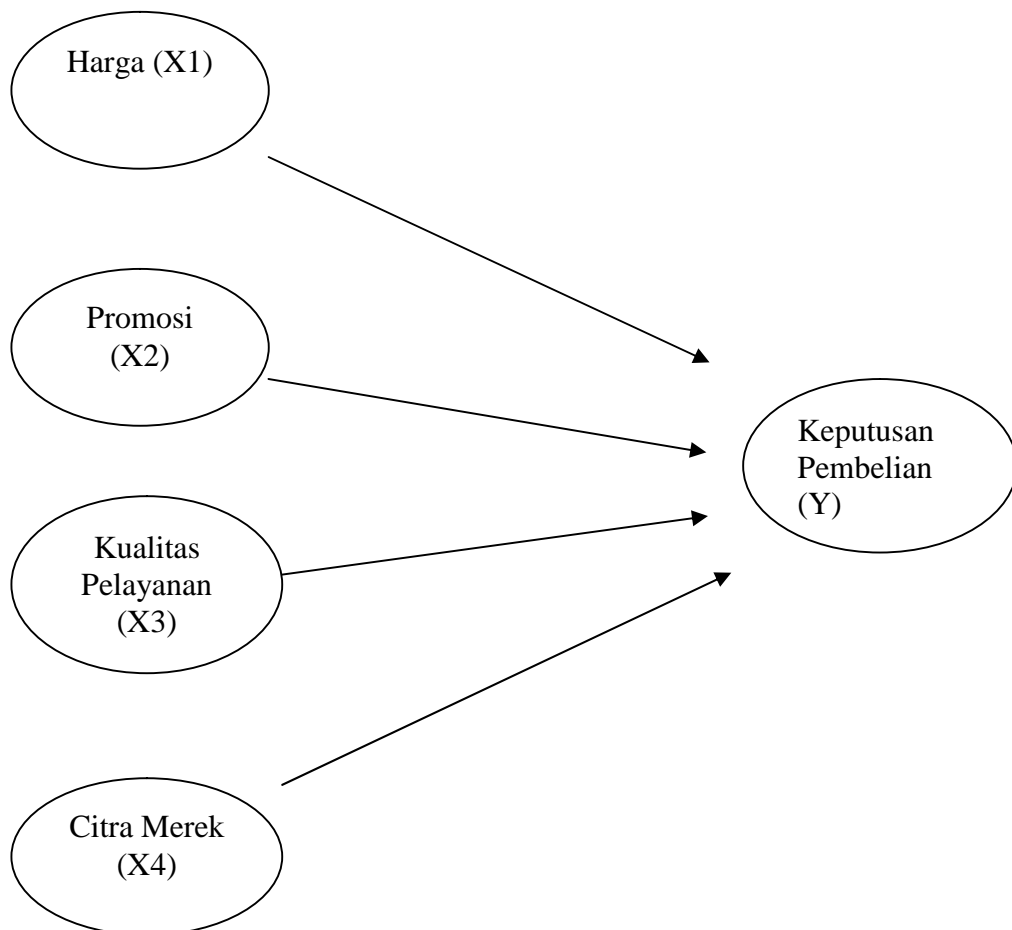 Harga (X1)
Promosi
(X2)
Kualitas
Pelayanan
(X3)
Citra Merek
(X4)
Keputusan
Pembelian
(Y)